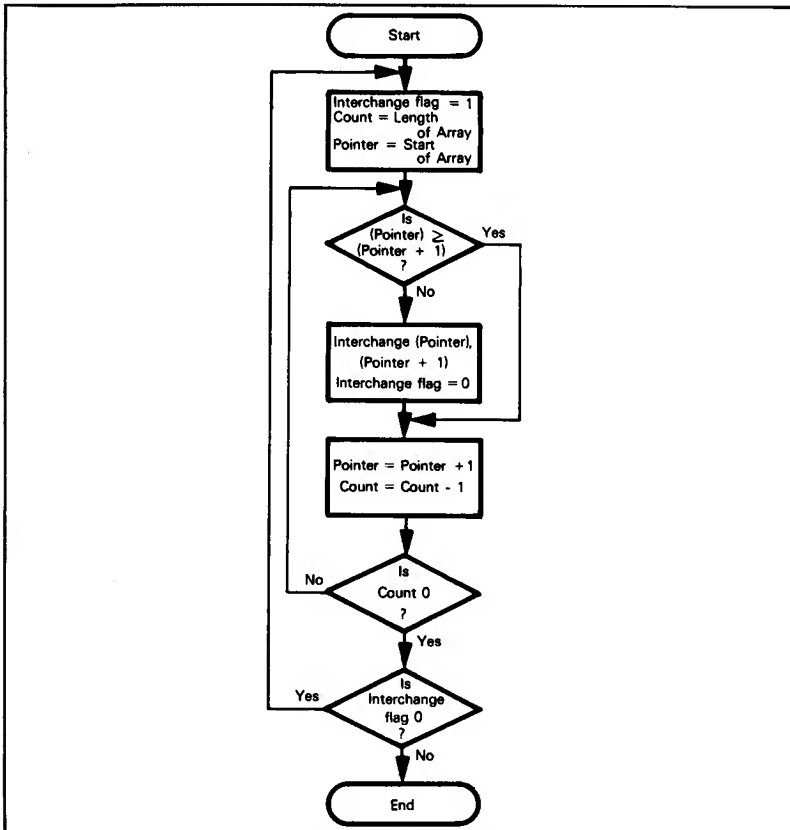 Start
Interchange flag = 1
Count = Length
of Array
Pointer = Start
of Array
Is
(Pointer) ≥
(Pointer + 1)
?
Yes
No
Interchange (Pointer),
(Pointer + 1)
Interchange flag = 0
Pointer = Pointer + 1
Count = Count - 1
Is
Count 0
?
No
Yes
Is
Interchange
flag 0
?
Yes
No
End